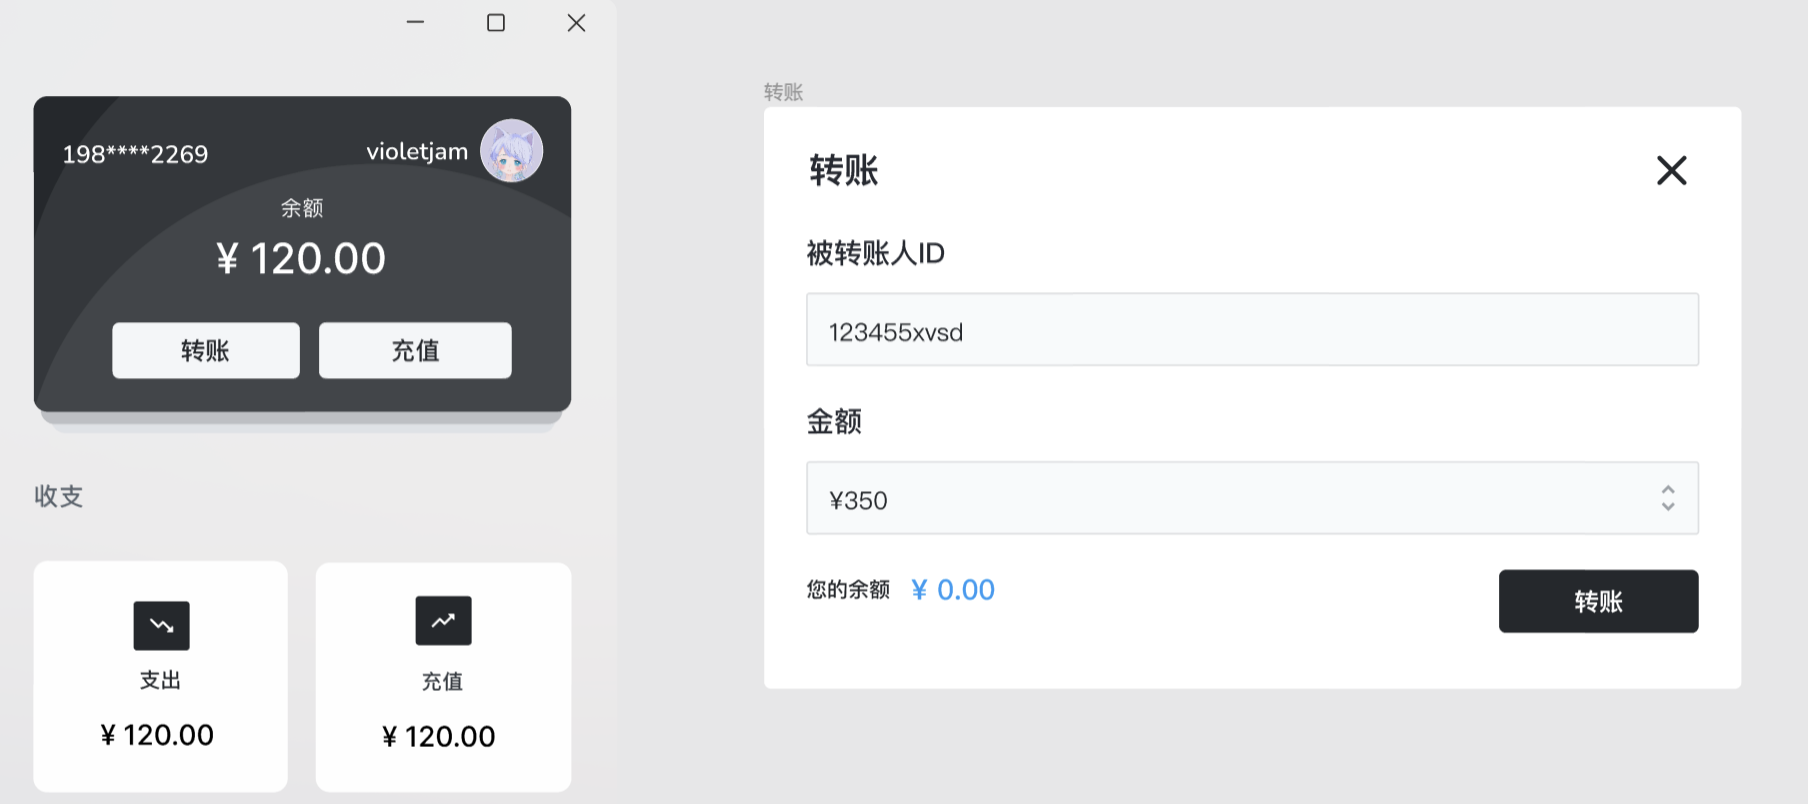 198****2269
violetjam
余额
¥ 120.00
转账
充值
收支
支出
¥ 120.00
充值
¥ 120.00
转账
转账
被转账人ID
123455xvsd
金额
¥350
您的余额 ¥ 0.00
转账